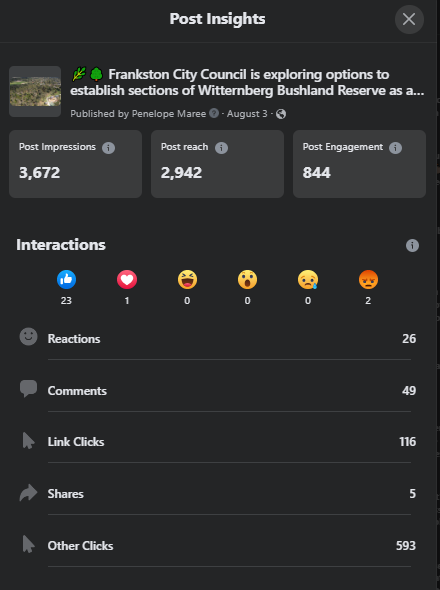 Post Insights
🌿🌳 Frankston City Council is exploring options to
establish sections of Witternberg Bushland Reserve as a...
Published by Penelope Maree · August 3 ·
Post Impressions
3,672
Post reach
2,942
Post Engagement
844
Interactions
23
1
0
0
0
2
Reactions 26
Comments 49
Link Clicks 116
Shares 5
Other Clicks 593